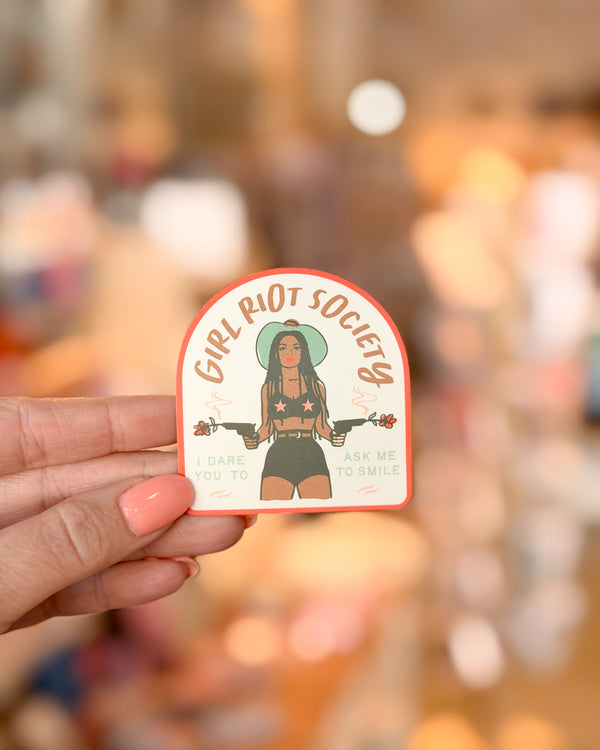 GIRL RIOT SOCIETY
I DARE
YOU TO
ASK ME
TO SMILE